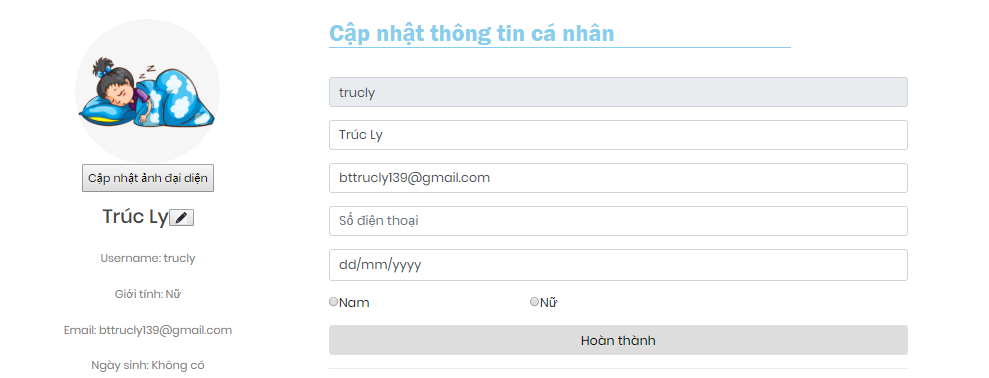 Cập nhật ảnh đại diện
Trúc Ly
Username: trucly
Giới tính: Nữ
Email: bttrucly139@gmail.com
Ngày sinh: Không có
Cập nhật thông tin cá nhân
trucly
Trúc Ly
bttrucly139@gmail.com
Số điện thoại
dd/mm/yyyy
Nam Nữ
Hoàn thành